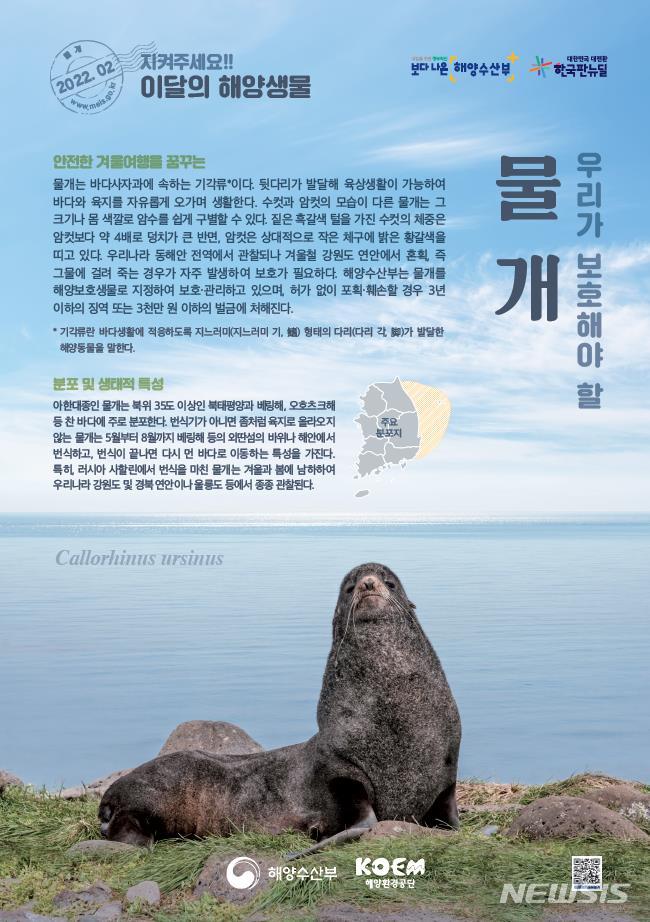 물개
2022. 02
www.meis.go.kr
지켜주세요!!
이달의 해양생물
보다 나은 해양수산부
대한민국 대전환
한국판뉴딜
우리가 보호해야 할
물개
안전한 겨울여행을 꿈꾸는
물개는 바다사자과에 속하는 기각류*이다. 뒷다리가 발달해 육상생활이 가능하여
바다와 육지를 자유롭게 오가며 생활한다. 수컷과 암컷의 모습이 다른 물개는 그
크기나 몸 색깔로 암수를 쉽게 구별할 수 있다. 짙은 흑갈색 털을 가진 수컷의 체중은
암컷보다 약 4배로 덩치가 큰 반면, 암컷은 상대적으로 작은 체구에 밝은 황갈색을
띠고 있다. 우리나라 동해안 전역에서 관찰되나 겨울철 강원도 연안에서 혼획, 즉
그물에 걸려 죽는 경우가 자주 발생하여 보호가 필요하다. 해양수산부는 물개를
해양보호생물로 지정하여 보호·관리하고 있으며, 허가 없이 포획·훼손할 경우 3년
이하의 징역 또는 3천만 원 이하의 벌금에 처해진다.
* 기각류란 바다생활에 적응하도록 지느러미(지느러미 기, 鰭) 형태의 다리(다리 각, 脚)가 발달한
해양동물을 말한다.
분포 및 생태적 특성
아한대종인 물개는 북위 35도 이상인 북태평양과 베링해, 오호츠크해
등 찬 바다에 주로 분포한다. 번식기가 아니면 좀처럼 육지로 올라오지
않는 물개는 5월부터 8월까지 베링해 등의 외딴섬의 바위나 해안에서
번식하고, 번식이 끝나면 다시 먼 바다로 이동하는 특성을 가진다.
특히, 러시아 사할린에서 번식을 마친 물개는 겨울과 봄에 남하하여
우리나라 강원도 및 경북 연안이나 울릉도 등에서 종종 관찰된다.
주요
분포지
Callorhinus ursinus
해양수산부
KOEM
해양환경공단
NEWSIS